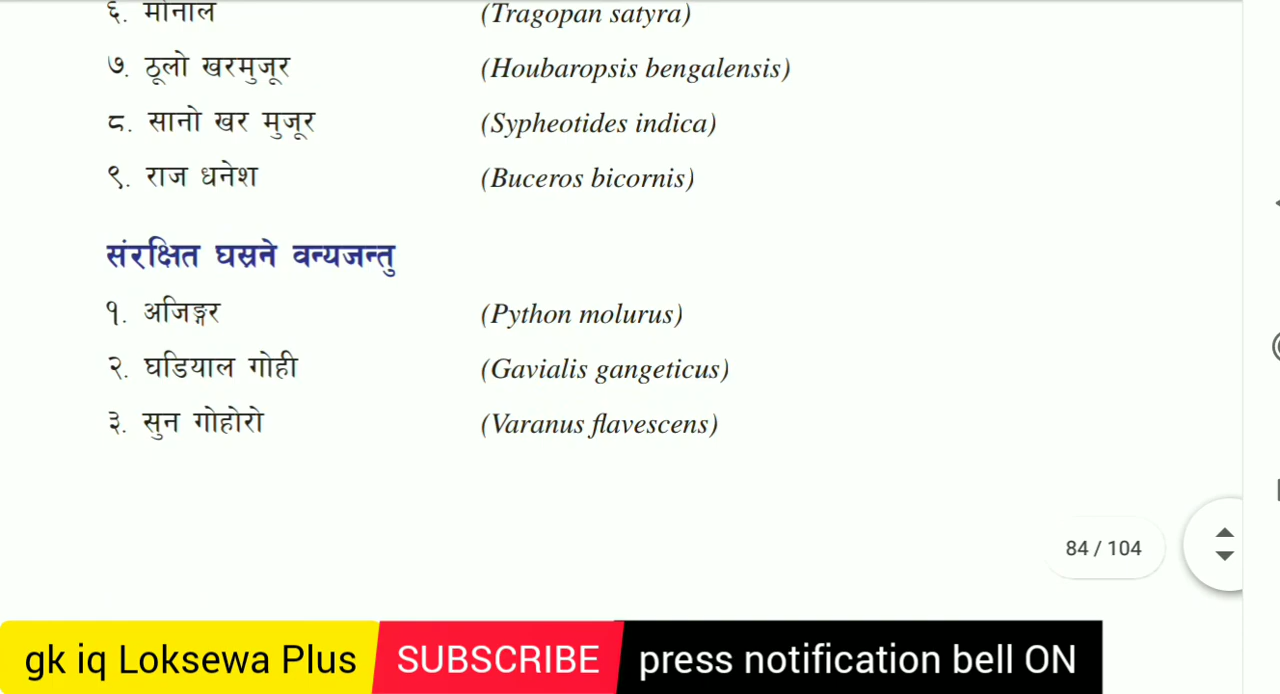 ६. मोनाल (Tragopan satyra)
७. ठूलो खरमुजूर (Houbaropsis bengalensis)
८. सानो खर मुजूर (Sypheotides indica)
९. राज धनेश (Buceros bicornis)
संरक्षित घस्रने वन्यजन्तु
१. अजिङ्गर (Python molurus)
२. घडियाल गोही (Gavialis gangeticus)
३. सुन गोहोरो (Varanus flavescens)
84 / 104
gk iq Loksewa Plus SUBSCRIBE press notification bell ON